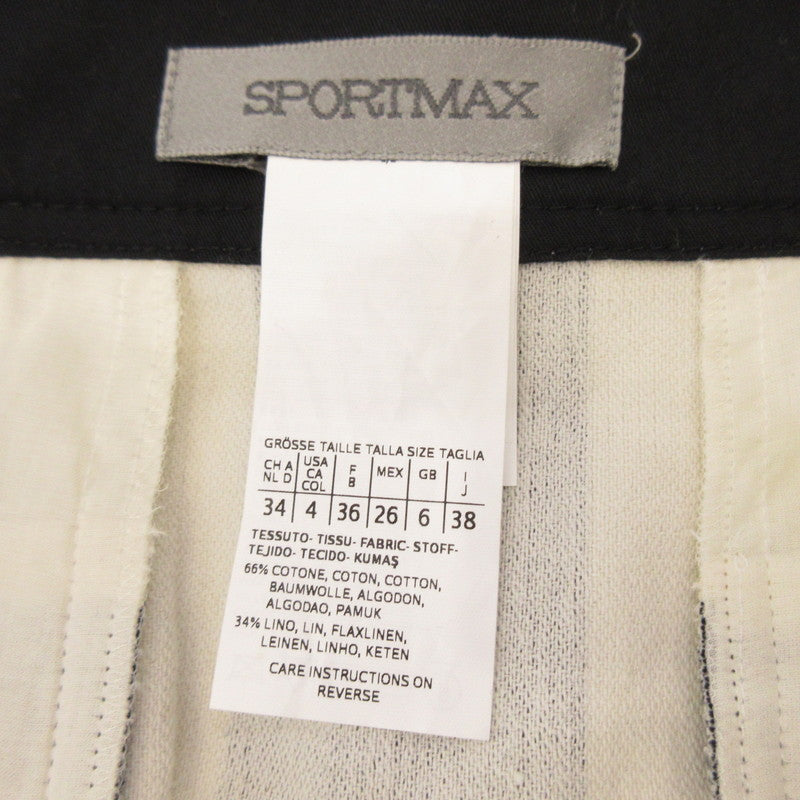 SPORTMAX
GRÖSSE TAILLE TALLA SIZE TAGLIA
CH A NL D | USA CA COL | F B | MEX | GB | I J
34 | 4 | 36 | 26 | 6 | 38
TESSUTO- TISSU- FABRIC- STOFF-
TEJIDO- TECIDO- KUMAŞ
66% COTONE, COTON, COTTON,
BAUMWOLLE, ALGODON,
ALGODAO, PAMUK
34% LINO, LIN, FLAXLINEN,
LEINEN, LINHO, KETEN
CARE INSTRUCTIONS ON
REVERSE